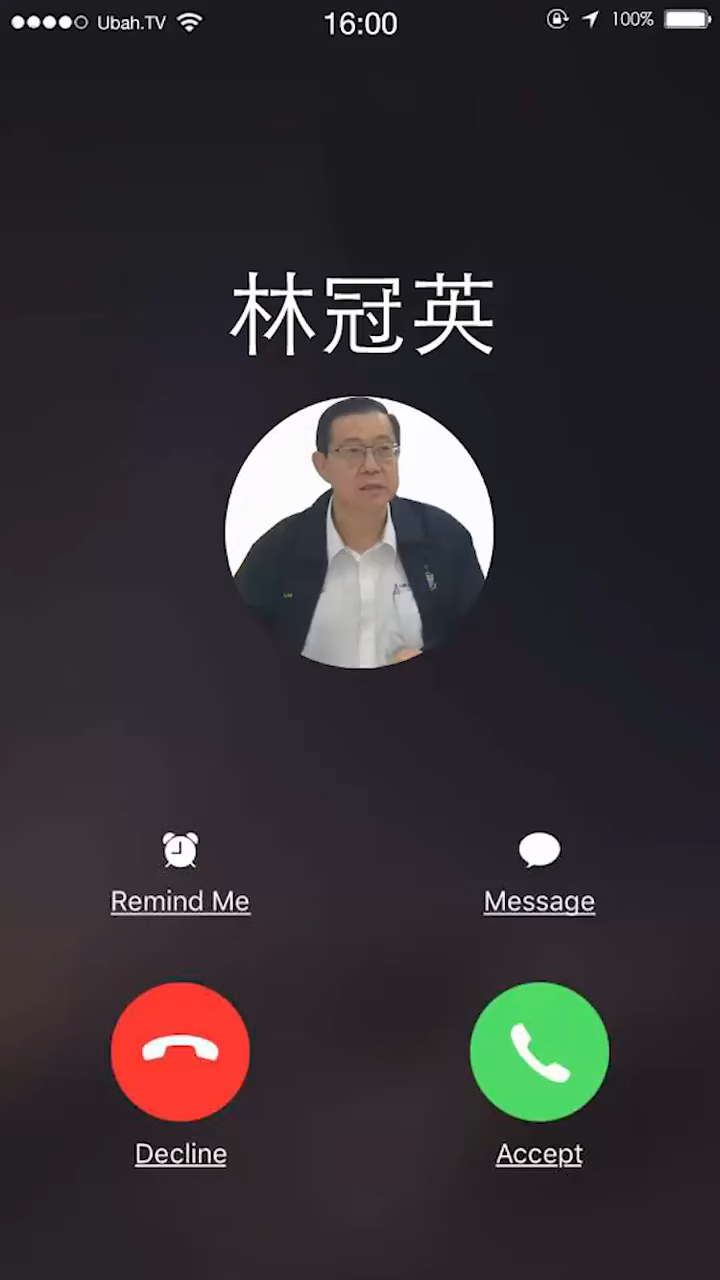 Ubah.TV 16:00 100%
林冠英
Remind Me Message
Decline Accept